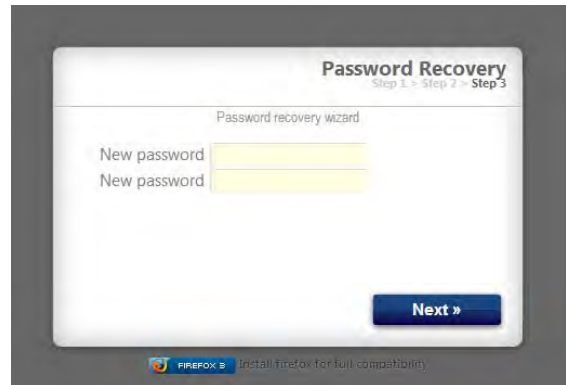 Password Recovery
Step 1 > Step 2 > Step 3
Password recovery wizard
New password
New password
Next »
FIREFOX 3 Install firefox for full compatibility